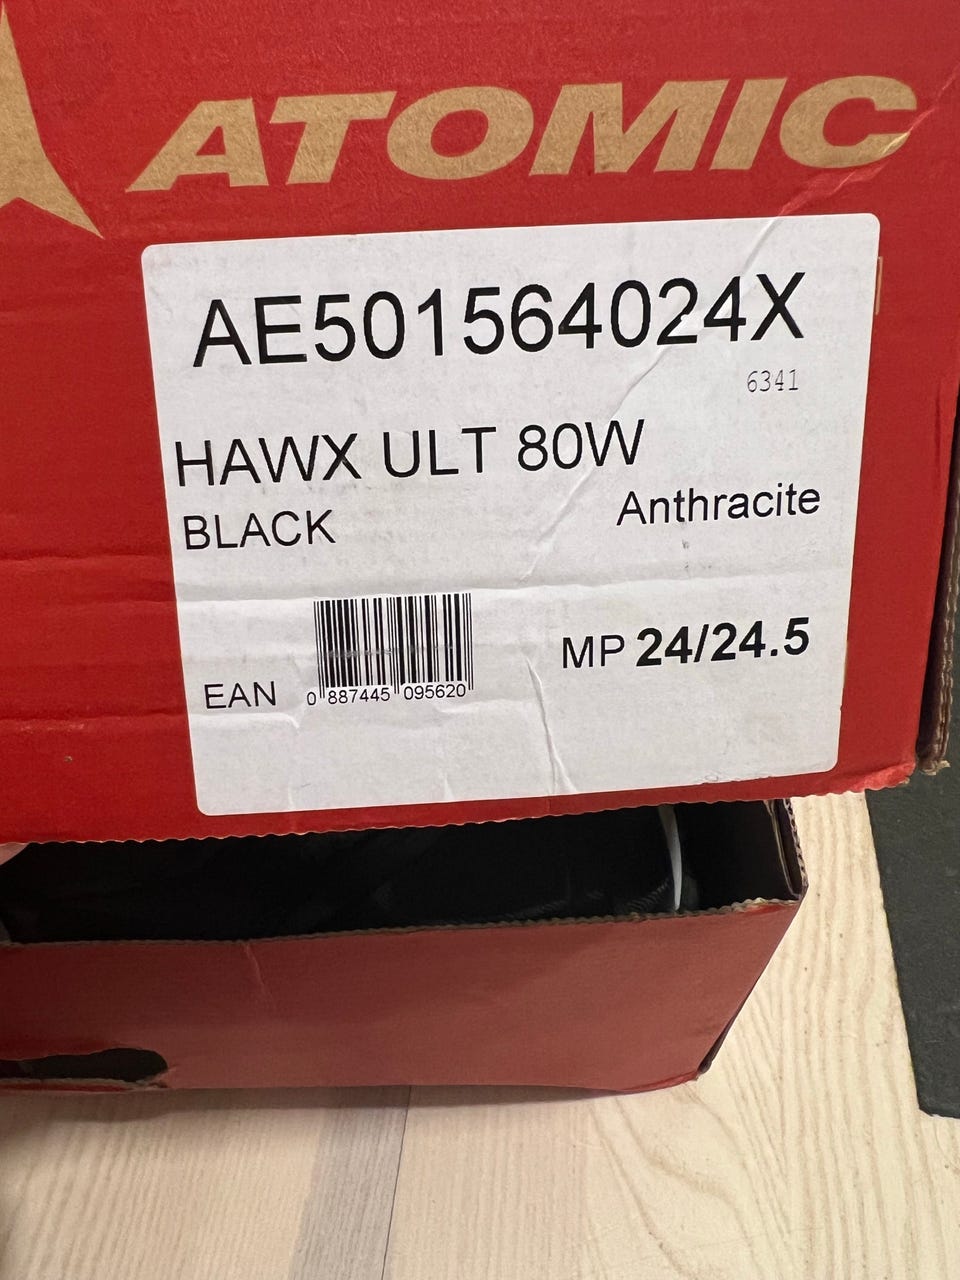 ATOMIC
AE501564024X
6341
HAWX ULT 80W
BLACK Anthracite
MP 24/24.5
EAN 0 887445 095620